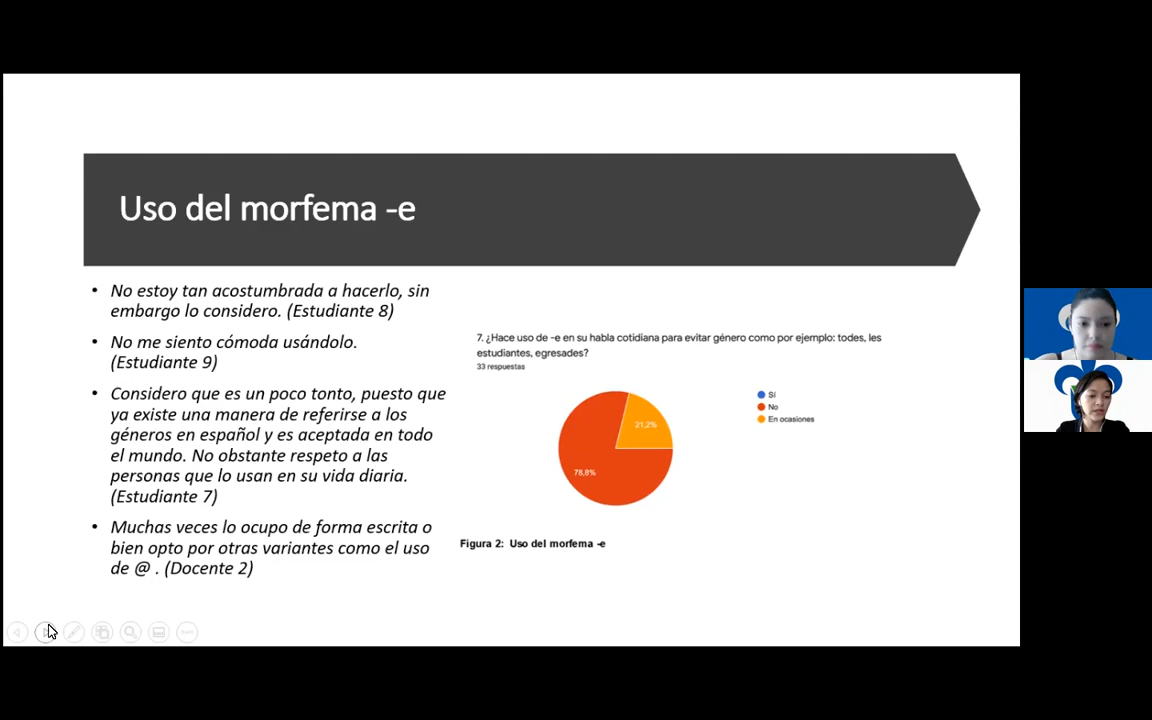 Uso del morfema -e
• No estoy tan acostumbrada a hacerlo, sin
embargo lo considero. (Estudiante 8)
• No me siento cómoda usándolo.
(Estudiante 9)
• Considero que es un poco tonto, puesto que
ya existe una manera de referirse a los
géneros en español y es aceptada en todo
el mundo. No obstante respeto a las
personas que lo usan en su vida diaria.
(Estudiante 7)
• Muchas veces lo ocupo de forma escrita o
bien opto por otras variantes como el uso
de @ . (Docente 2)
7. ¿Hace uso de -e en su habla cotidiana para evitar género como por ejemplo: todes, les
estudiantes, egresades?
33 respuestas
Sí
No
En ocasiones
21,2%
78,8%
Figura 2: Uso del morfema -e